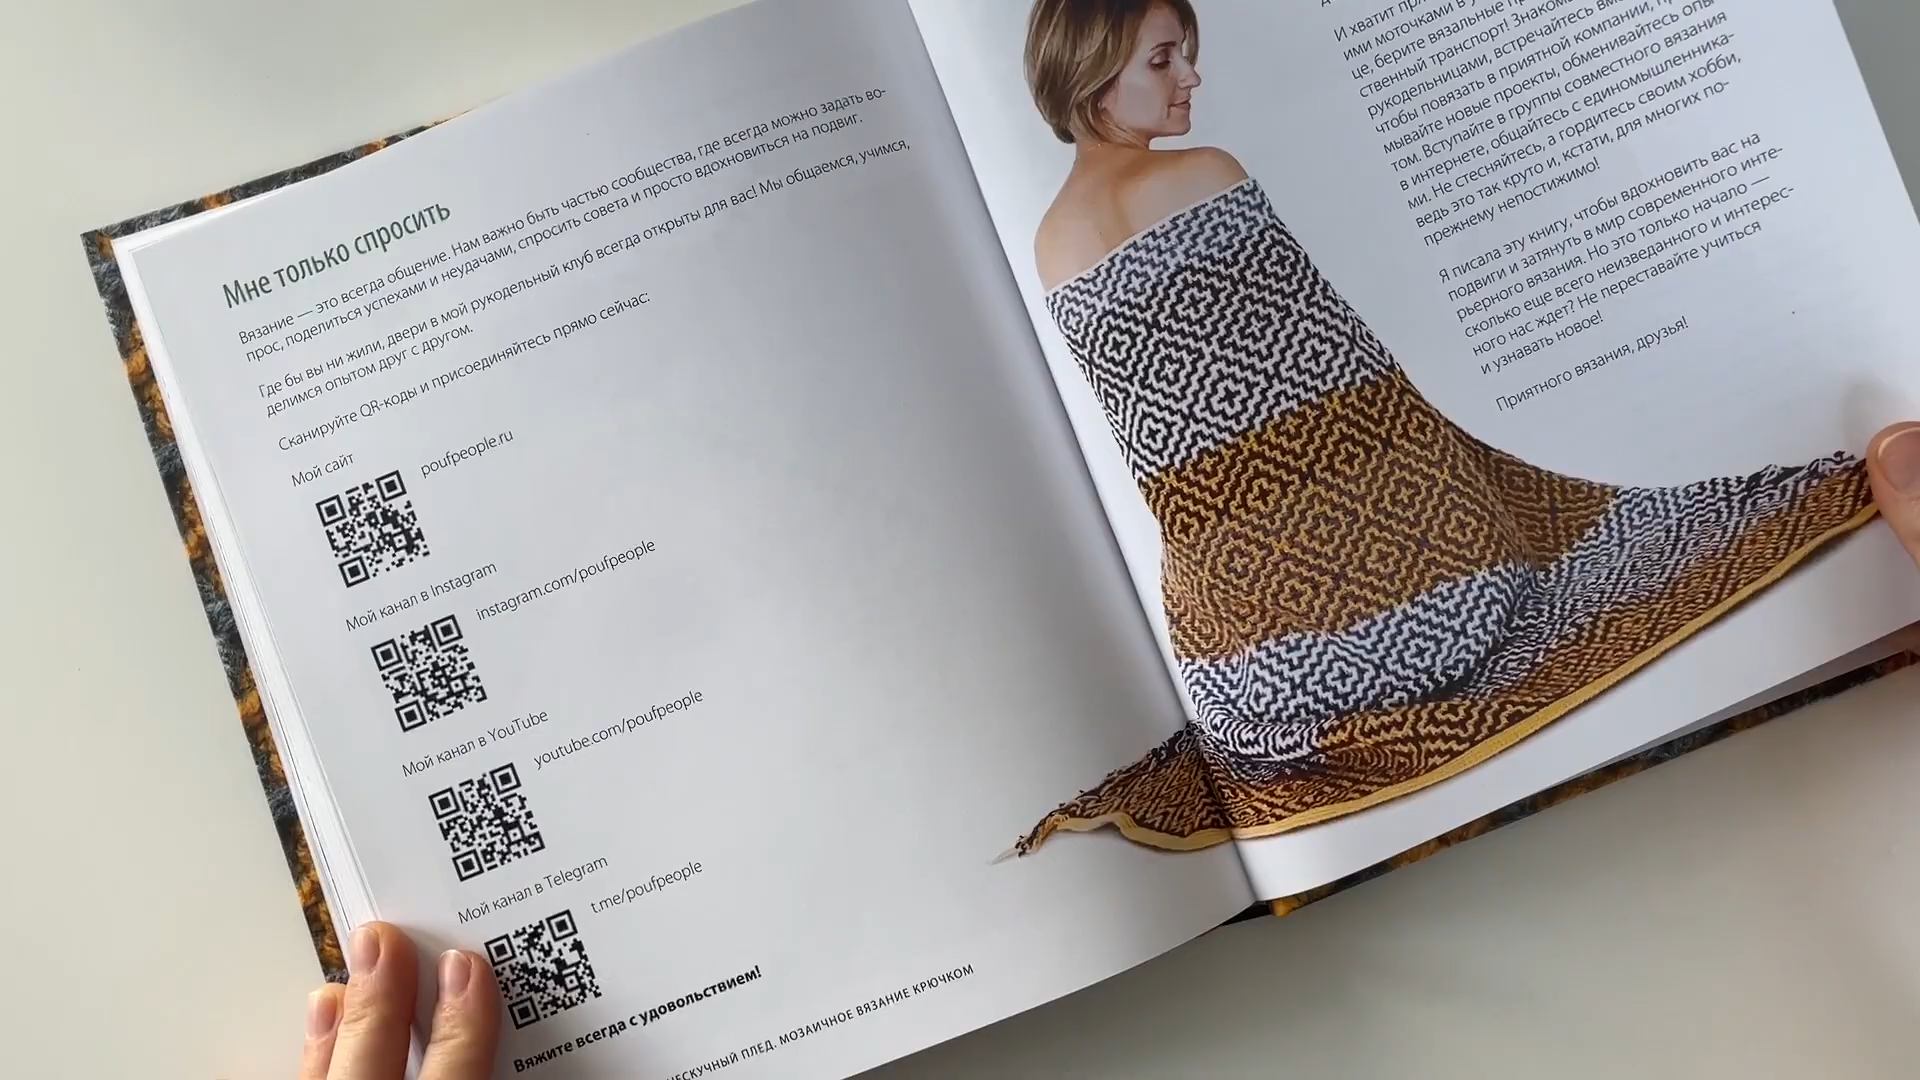 Мне только спросить
Вязание — это всегда общение. Нам важно быть частью сообщества, где всегда можно задать во-
прос, поделиться успехами и неудачами, спросить совета и просто вдохновиться на подвиг.
Где бы вы ни жили, двери в мой рукодельный клуб всегда открыты для вас! Мы общаемся, учимся,
делимся опытом друг с другом.
Сканируйте QR-коды и присоединяйтесь прямо сейчас:
Мой сайт
poufpeople.ru
Мой канал в Instagram
instagram.com/poufpeople
Мой канал в YouTube
youtube.com/poufpeople
Мой канал в Telegram
t.me/poufpeople
Вяжите всегда с удовольствием!
ПЛЕД. МОЗАИЧНОЕ ВЯЗАНИЕ КРЮЧКОМ
И хватит
ими моточками в
це, берите вязальные
ственный транспорт!
рукодельницами, встречайтесь
чтобы повязать в приятной компании,
мывайте новые проекты, обменивайтесь
том. Вступайте в группы совместного вязания
в интернете, общайтесь с единомышленника-
ми. Не стесняйтесь, а гордитесь своим хобби,
ведь это так круто и, кстати, для многих по-
прежнему непостижимо!
Я писала эту книгу, чтобы вдохновить вас на
подвиги и затянуть в мир современного инте-
рьерного вязания. Но это только начало —
сколько еще всего неизведанного и интерес-
ного нас ждет? Не переставайте учиться
и узнавать новое!
Приятного вязания, друзья!